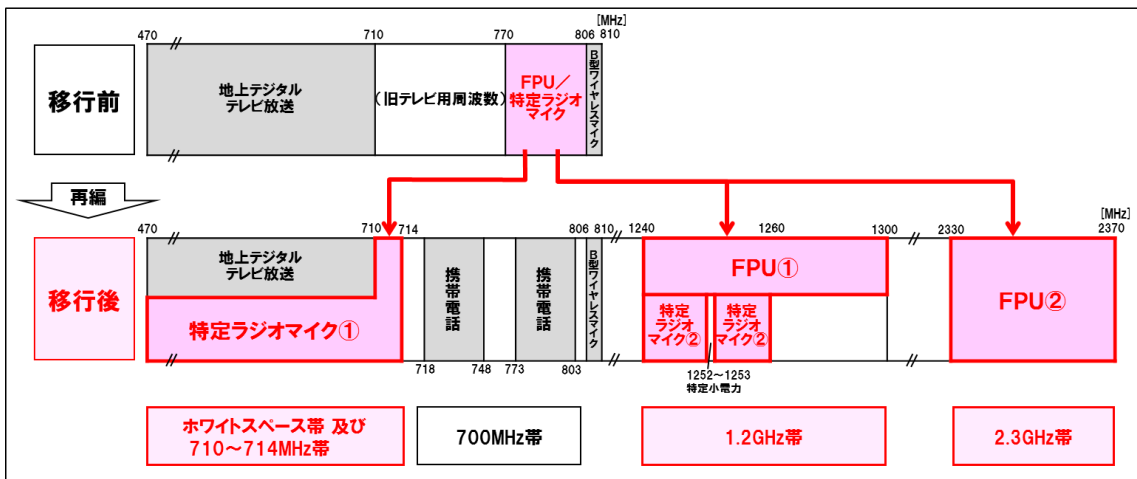 [MHz]
470 710 770 806 810
移行前
地上デジタル
テレビ放送
(旧テレビ用周波数)
FPU/
特定ラジオ
マイク
B型ワイヤレスマイク
再編
[MHz]
470 710 714 806 810 1240 1260 1300 2330 2370
移行後
地上デジタル
テレビ放送
特定ラジオマイク①
携帯電話
携帯電話
B型ワイヤレスマイク
FPU①
特定
ラジオ
マイク②
特定
ラジオ
マイク②
FPU②
718 748 773 803
1252~1253
特定小電力
ホワイトスペース帯 及び
710~714MHz帯
700MHz帯
1.2GHz帯
2.3GHz帯